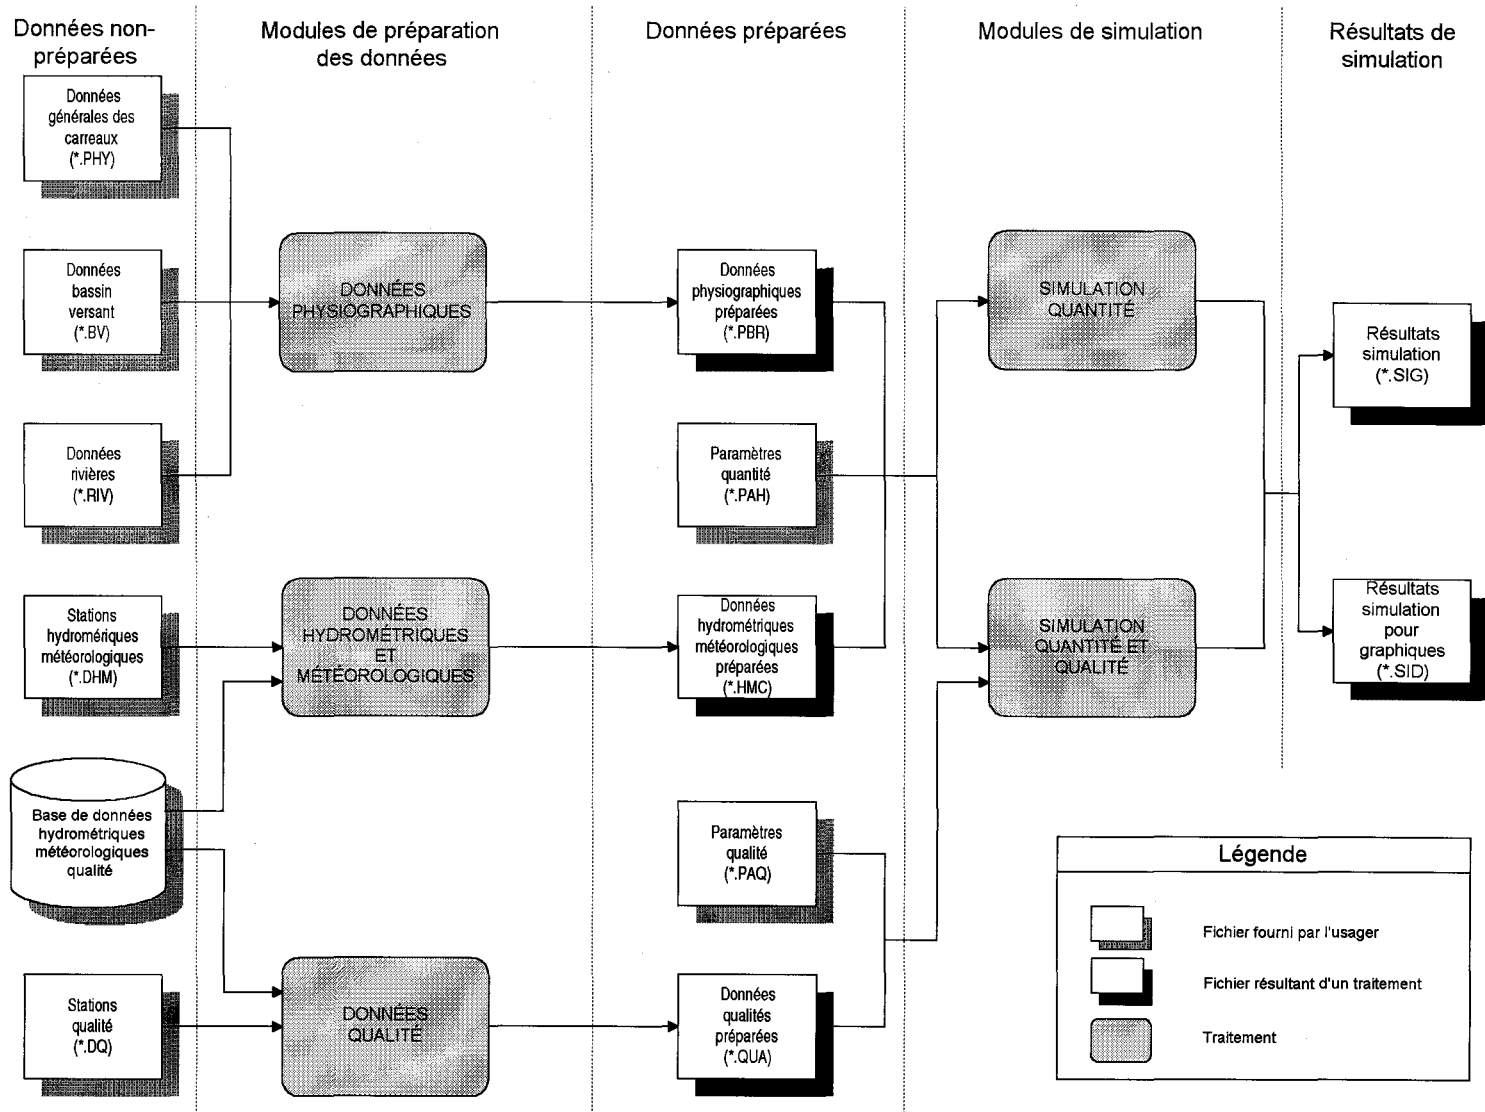 Données non-
préparées
Modules de préparation
des données
Données préparées
Modules de simulation
Résultats de
simulation
Données
générales des
carreaux
(*.PHY)
Données
bassin
versant
(*.BV)
Données
rivières
(*.RIV)
Stations
hydromériques
météorologiques
(*.DHM)
Base de données
hydrométriques
météorologiques
qualité
Stations
qualité
(*.DQ)
DONNÉES
PHYSIOGRAPHIQUES
DONNÉES
HYDROMÉTRIQUES
ET
MÉTÉOROLOGIQUES
DONNÉES
QUALITÉ
Données
physiographiques
préparées
(*.PBR)
Paramètres
quantité
(*.PAH)
Données
hydrométriques
météorologiques
préparées
(*.HMC)
Paramètres
qualité
(*.PAQ)
Données
qualités
préparées
(*.QUA)
SIMULATION
QUANTITÉ
SIMULATION
QUANTITÉ ET
QUALITÉ
Résultats
simulation
(*.SIG)
Résultats
simulation
pour
graphiques
(*.SID)
Légende
Fichier fourni par l'usager
Fichier résultant d'un traitement
Traitement